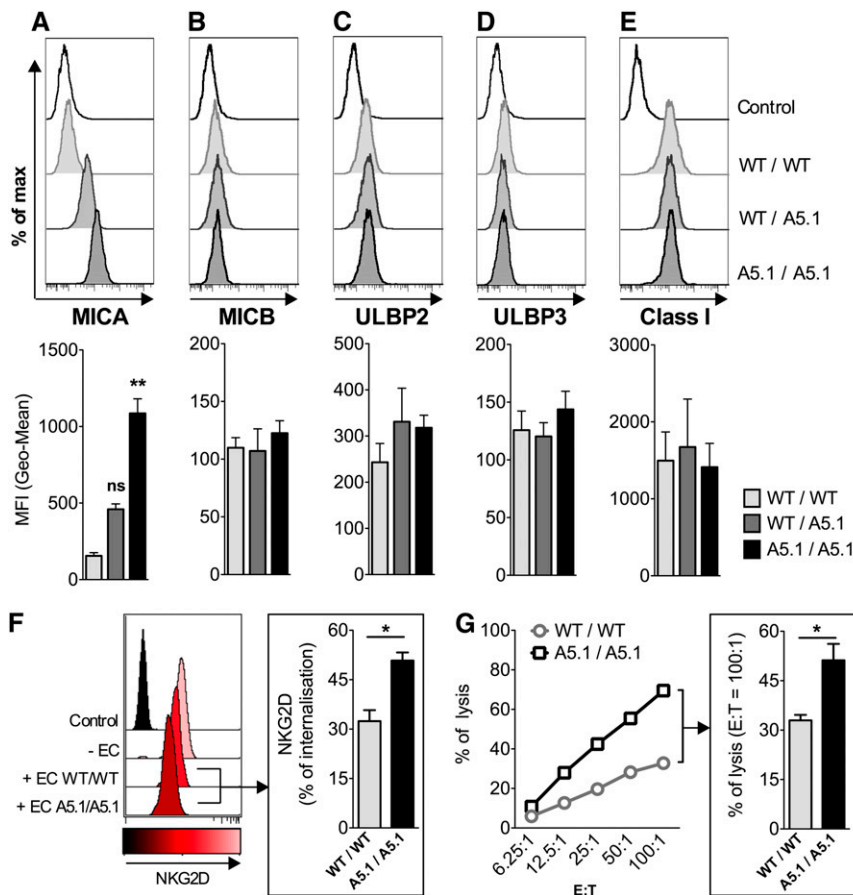 A B C D E
% of max
Control
WT / WT
WT / A5.1
A5.1 / A5.1
MICA MICB ULBP2 ULBP3 Class I
MFI (Geo-Mean)
1500
1000
500
0
ns
**
200
150
100
50
0
500
400
300
200
100
0
200
150
100
50
0
3000
1500
0
WT / WT
WT / A5.1
A5.1 / A5.1
F
Control
- EC
+ EC WT/WT
+ EC A5.1/A5.1
NKG2D
NKG2D
(% of internalisation)
60
45
30
15
0
*
WT / WT
A5.1 / A5.1
G
% of lysis
100
80
60
40
20
0
WT / WT
A5.1 / A5.1
6.25:1
12.5:1
25:1
50:1
100:1
E:T
% of lysis (E:T = 100:1)
60
45
30
15
0
*
WT / WT
A5.1 / A5.1